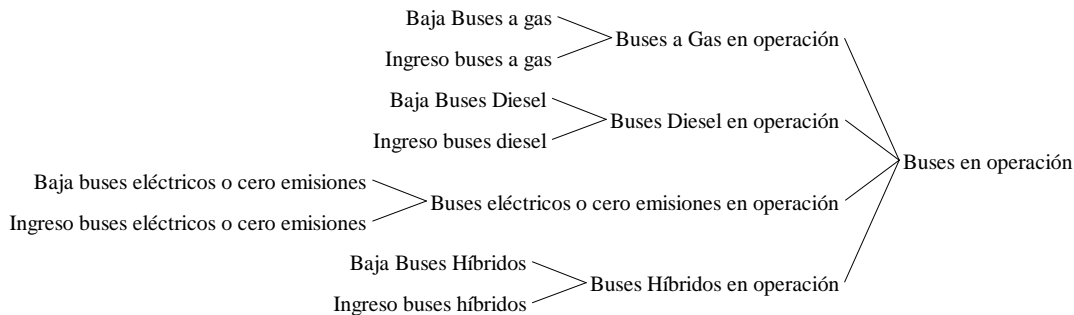 Baja Buses a gas
Ingreso buses a gas
Buses a Gas en operación
Baja Buses Diesel
Ingreso buses diesel
Buses Diesel en operación
Baja buses eléctricos o cero emisiones
Ingreso buses eléctricos o cero emisiones
Buses eléctricos o cero emisiones en operación
Baja Buses Híbridos
Ingreso buses híbridos
Buses Híbridos en operación
Buses en operación